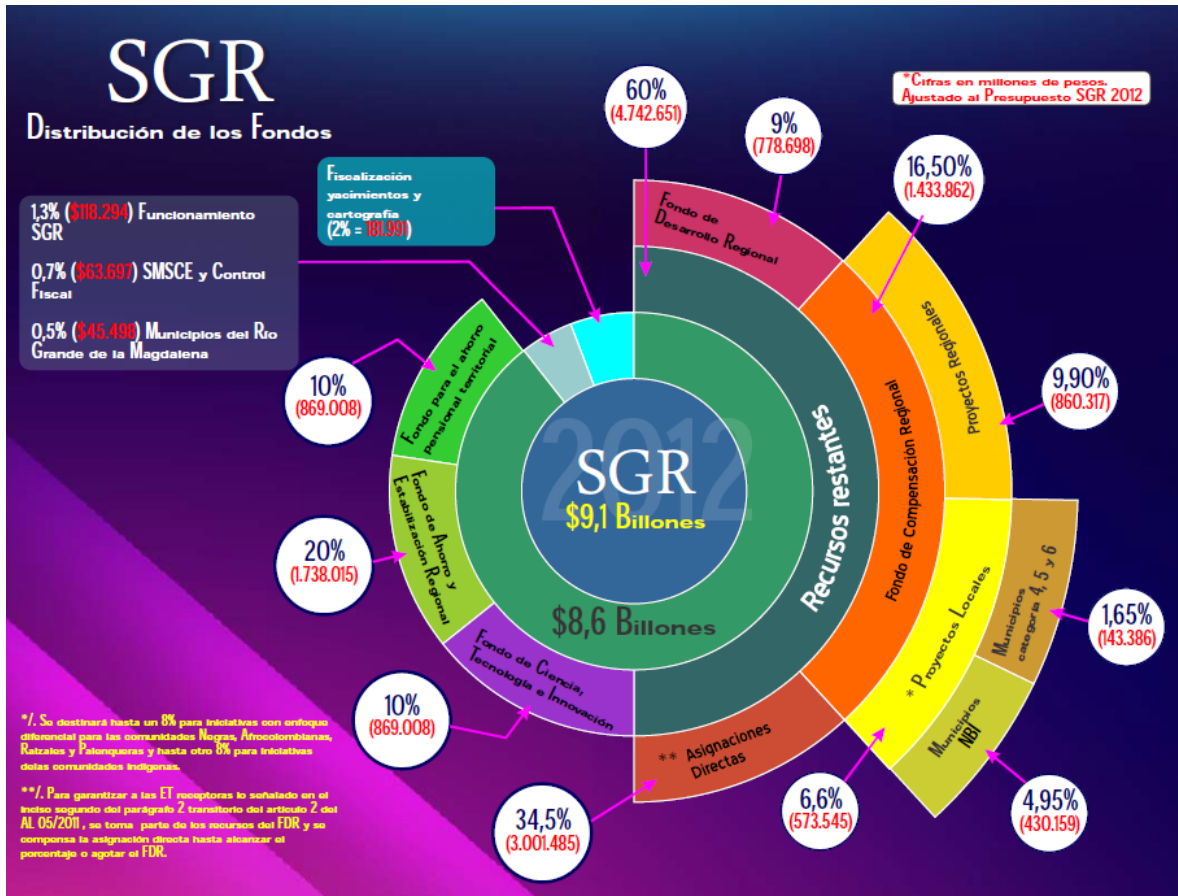 SGR
Distribución de los Fondos
*Cifras en millones de pesos.
Ajustado al Presupuesto SGR 2012
1,3% ($118.294) Funcionamiento
SGR
0,7% ($63.697) SMSCE y Control
Fiscal
0,5% ($45.498) Municipios del Río
Grande de la Magdalena
Fiscalización
yacimientos y
cartografía
(2% = 181.991)
60%
(4.742.651)
9%
(778.698)
16,50%
(1.433.862)
Fondo de
Desarrollo Regional
Proyectos Regionales
9,90%
(860.317)
Fondo para el ahorro
pensional territorial
10%
(869.008)
Fondo de Ahorro y
Estabilización Regional
20%
(1.738.015)
2012
SGR
$9,1 Billones
$8,6 Billones
Recursos restantes
Fondo de Compensación Regional
* Proyectos Locales
Municipios
categoría 4, 5 y 6
1,65%
(143.386)
Municipios
NBI
4,95%
(430.159)
6,6%
(573.545)
Fondo de Ciencia,
Tecnología e Innovación
10%
(869.008)
** Asignaciones
Directas
34,5%
(3.001.485)
*/. Se destinará hasta un 8% para iniciativas con enfoque
diferencial para las comunidades Negras, Afrocolombianas,
Raizales y Palenqueras y hasta otro 8% para iniciativas
delas comunidades indígenas.
**/. Para garantizar a las ET receptoras lo señalado en el
inciso segundo del parágrafo 2 transitorio del artículo 2 del
AL 05/2011 , se toma parte de los recursos del FDR y se
compensa la asignación directa hasta alcanzar el
porcentaje o agotar el FDR.